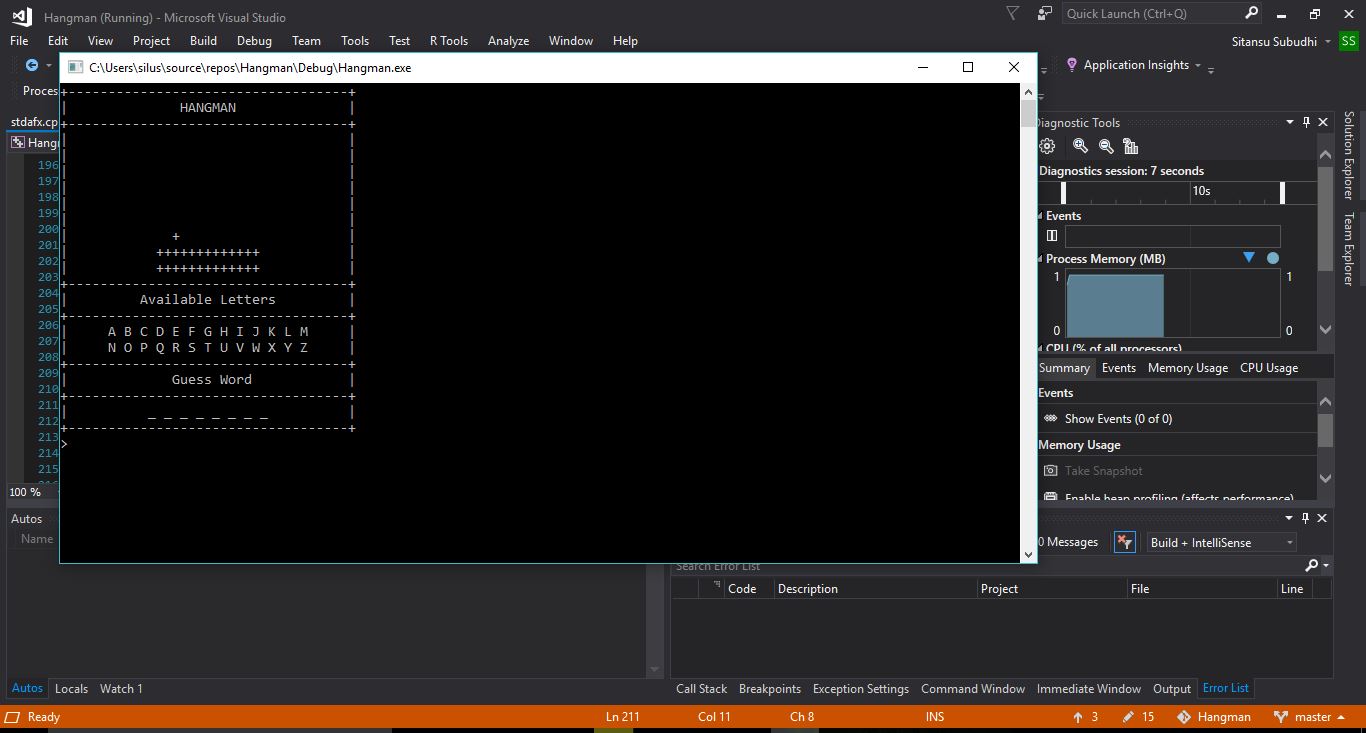 Hangman (Running) - Microsoft Visual Studio
Quick Launch (Ctrl+Q)
File Edit View Project Build Debug Team Tools Test R Tools Analyze Window Help
Sitansu Subudhi SS
C:\Users\silus\source\repos\Hangman\Debug\Hangman.exe
Application Insights
Proces
stdafx.cp
Hang
196
197
198
199
200
201
202
203
204
205
206
207
208
209
210
211
212
213
214
215
100 %
+-----------------------------------+
| HANGMAN |
+-----------------------------------+
| |
| |
| |
| |
| |
| |
| + |
| +++++++++++++ |
| +++++++++++++ |
+-----------------------------------+
| Available Letters |
+-----------------------------------+
| A B C D E F G H I J K L M |
| N O P Q R S T U V W X Y Z |
+-----------------------------------+
| Guess Word |
+-----------------------------------+
| _ _ _ _ _ _ _ _ |
+-----------------------------------+
>
Diagnostic Tools
Diagnostics session: 7 seconds
10s
Events
Process Memory (MB)
1 1
0 0
CPU (% of all processors)
Summary Events Memory Usage CPU Usage
Events
Show Events (0 of 0)
Memory Usage
Take Snapshot
Enable heap profiling (affects performance)
Solution Explorer
Team Explorer
Autos
Name
0 Messages
Build + IntelliSense
Search Error List
Code Description Project File Line
Autos Locals Watch 1
Call Stack Breakpoints Exception Settings Command Window Immediate Window Output Error List
Ready Ln 211 Col 11 Ch 8 INS 3 15 Hangman master